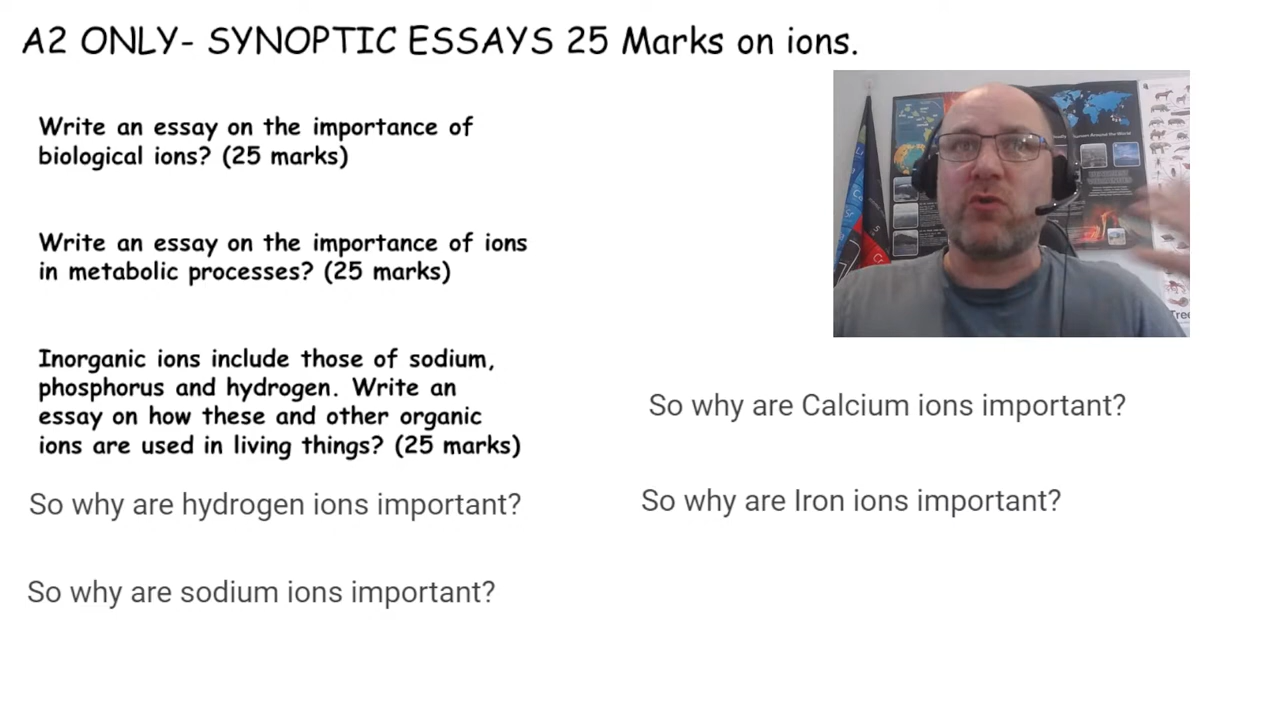 A2 ONLY- SYNOPTIC ESSAYS 25 Marks on ions.
Write an essay on the importance of
biological ions? (25 marks)
Write an essay on the importance of ions
in metabolic processes? (25 marks)
Inorganic ions include those of sodium,
phosphorus and hydrogen. Write an
essay on how these and other organic
ions are used in living things? (25 marks)
So why are hydrogen ions important?
So why are sodium ions important?
So why are Calcium ions important?
So why are Iron ions important?